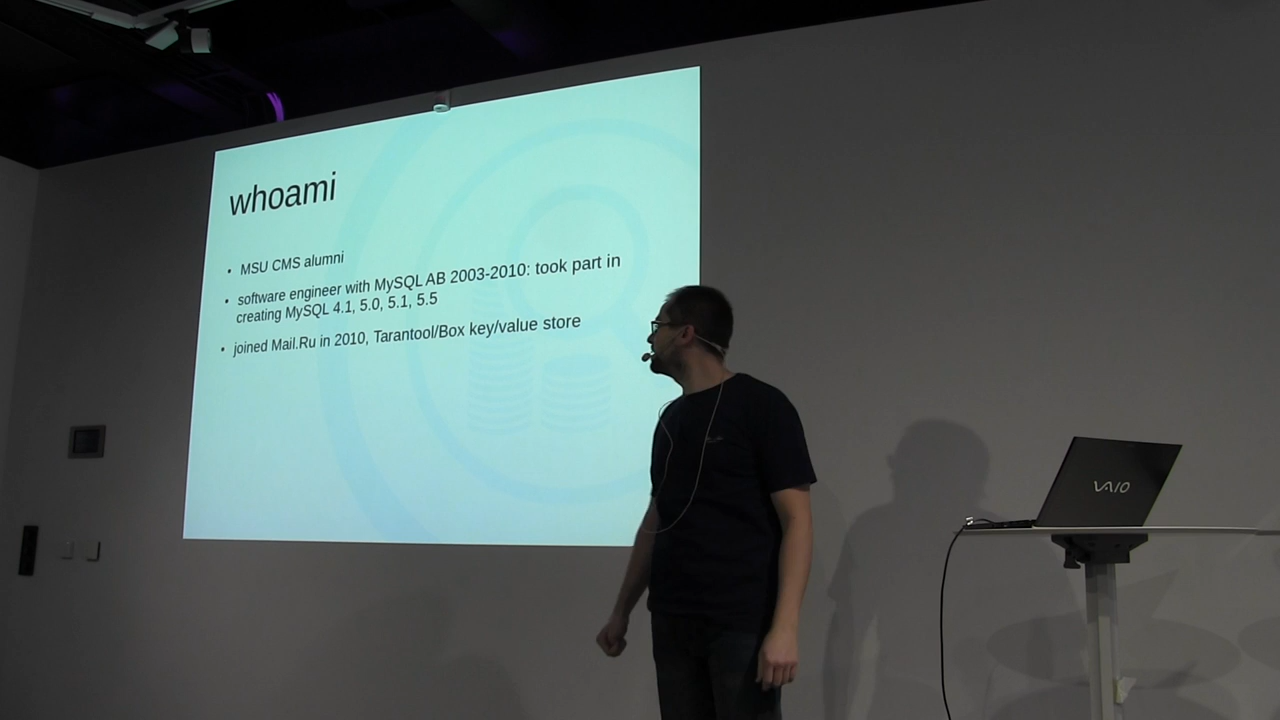 whoami
• MSU CMS alumni
• software engineer with MySQL AB 2003-2010: took part in
creating MySQL 4.1, 5.0, 5.1, 5.5
• joined Mail.Ru in 2010, Tarantool/Box key/value store
VAIO